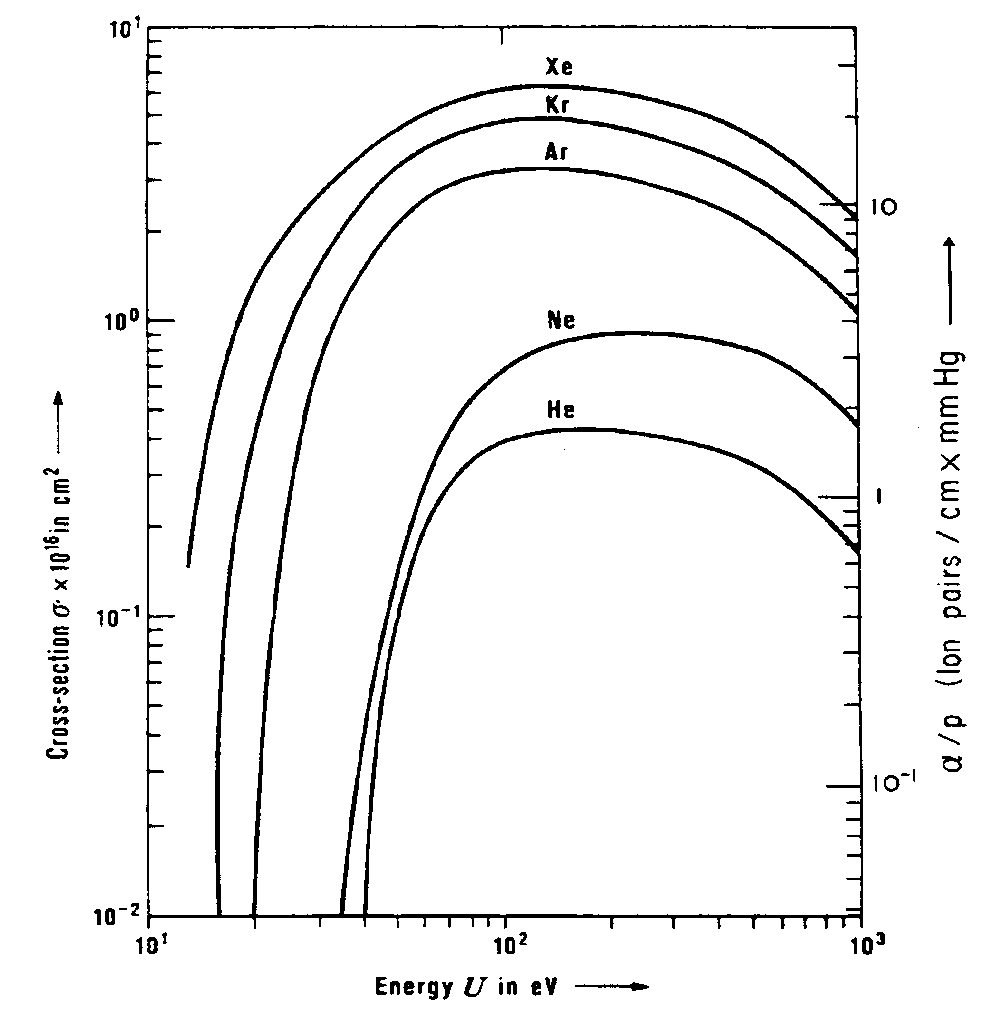 10¹
Xe
Kr
Ar
10
10⁰
Ne
He
1
10⁻¹
10⁻¹
10⁻²
10¹
10²
10³
Energy U in eV
Cross-section σ · x 10¹⁶ in cm²
α/p (Ion pairs / cm x mm Hg